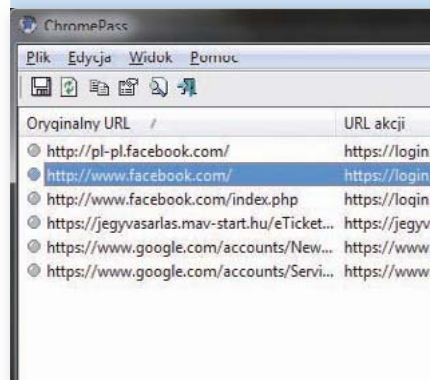 ChromePass
Plik Edycja Widok Pomoc
Oryginalny URL / URL akcji
http://pl-pl.facebook.com/ https://login
http://www.facebook.com/ https://login
http://www.facebook.com/index.php https://login
https://jegyvasarlas.mav-start.hu/eTicket... https://jegyv
https://www.google.com/accounts/New... https://www
https://www.google.com/accounts/Servi... https://www